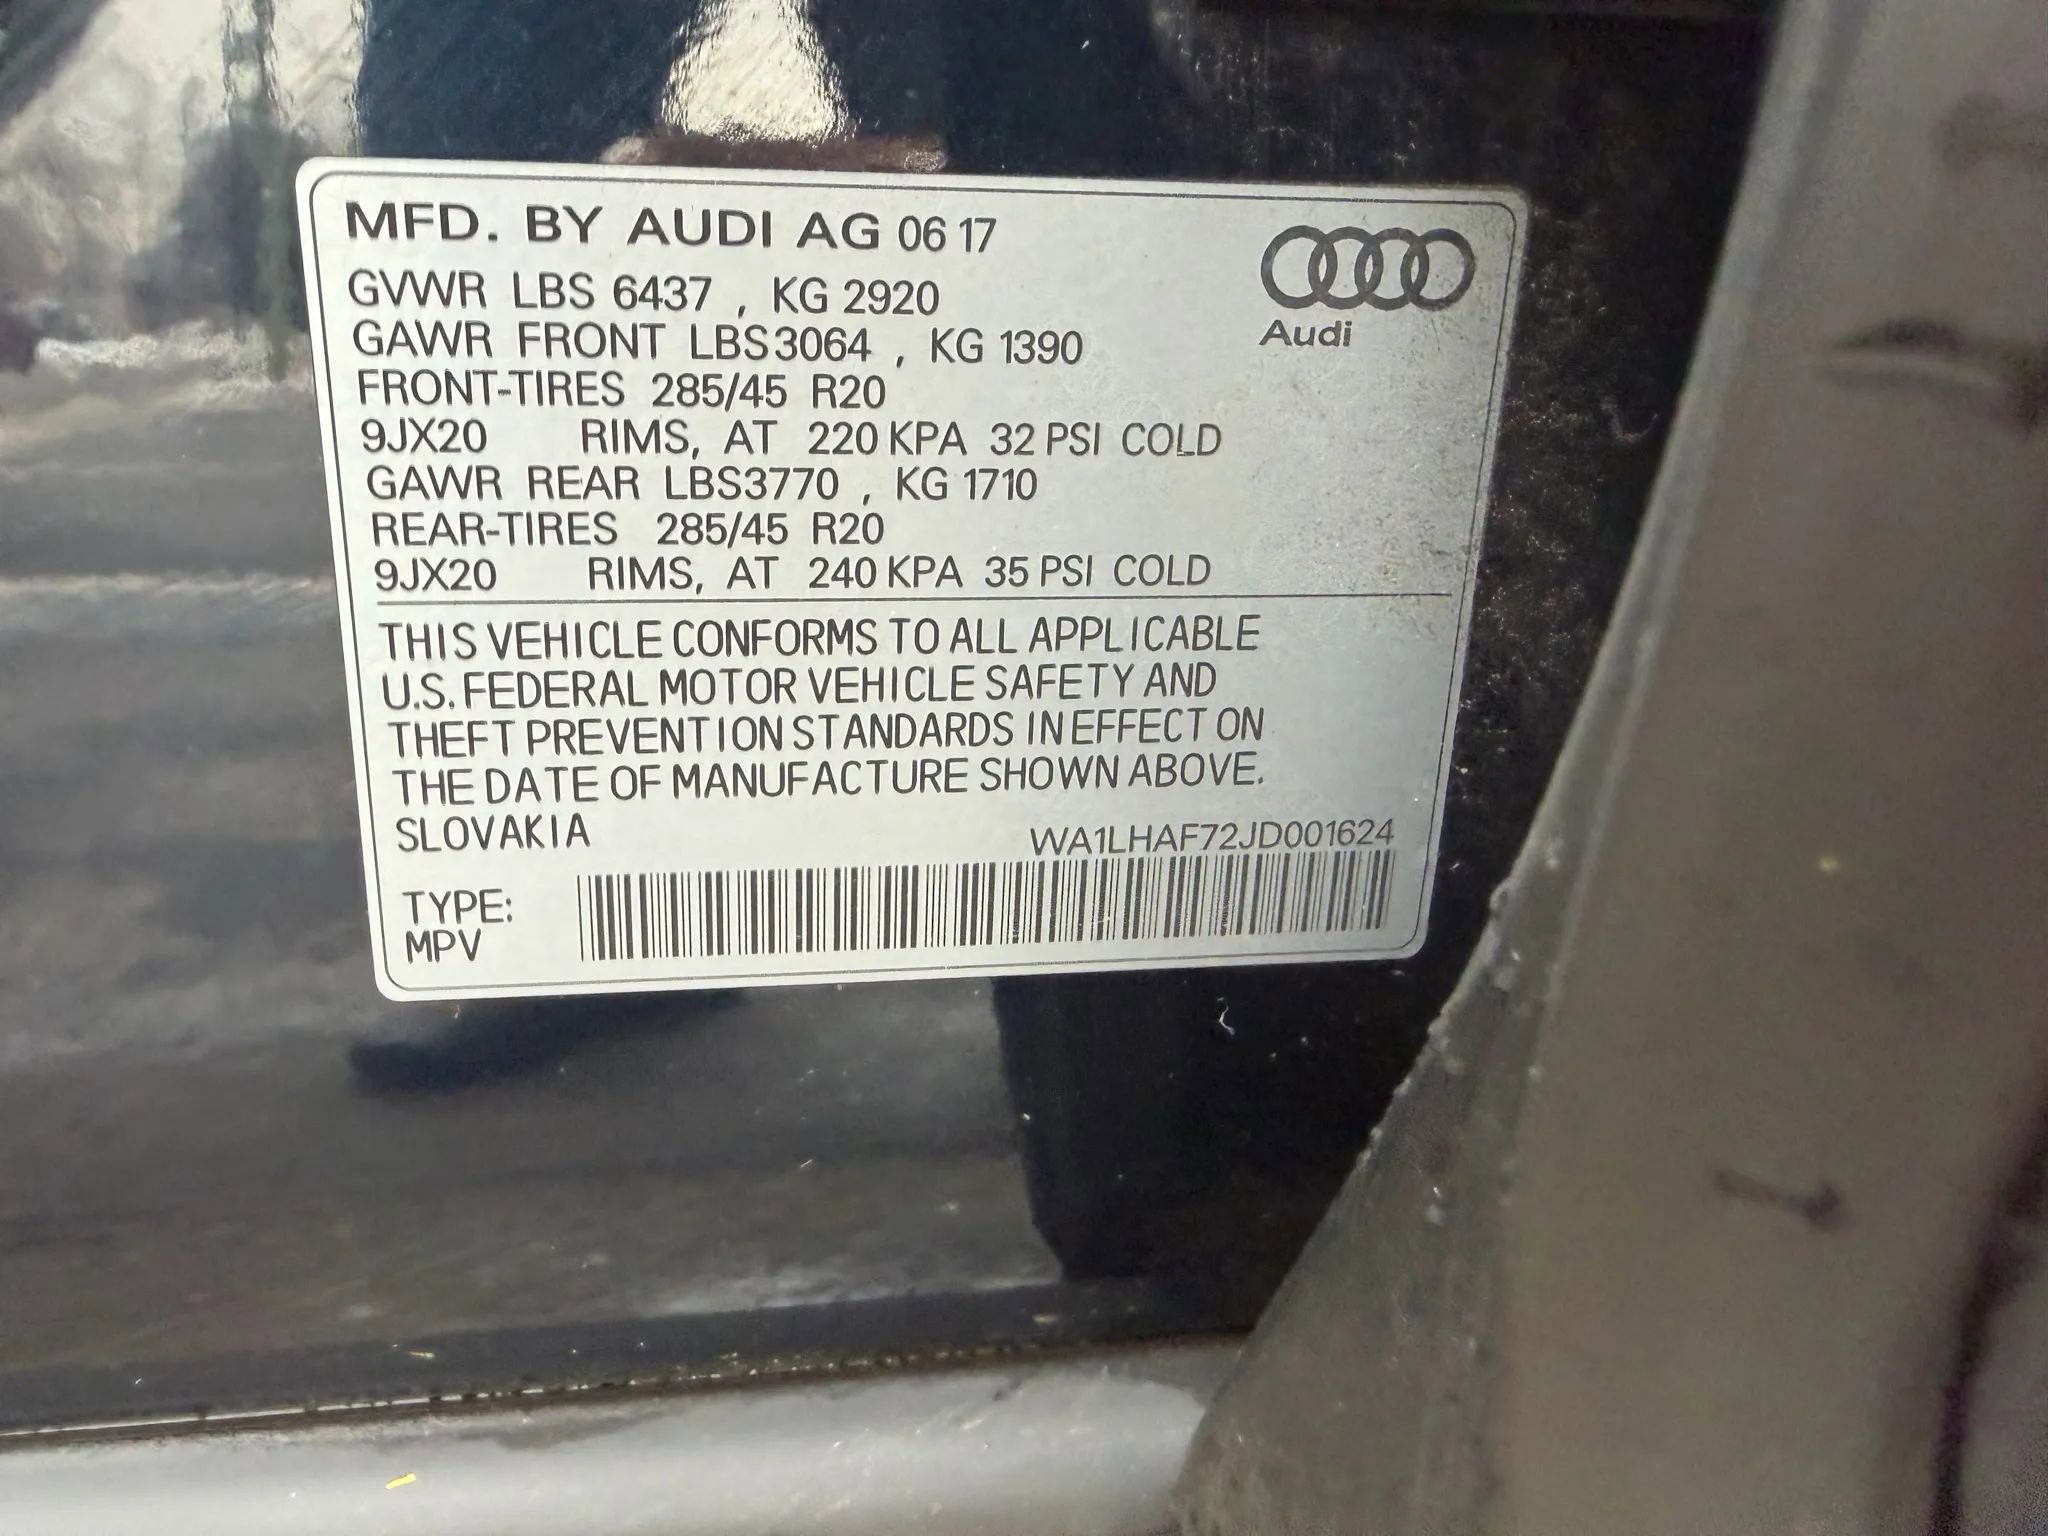 MFD. BY AUDI AG 06 17
GVWR LBS 6437 , KG 2920
GAWR FRONT LBS3064 , KG 1390
Audi
FRONT-TIRES 285/45 R20
9JX20 RIMS, AT 220 KPA 32 PSI COLD
GAWR REAR LBS3770 , KG 1710
REAR-TIRES 285/45 R20
9JX20 RIMS, AT 240 KPA 35 PSI COLD
THIS VEHICLE CONFORMS TO ALL APPLICABLE
U.S. FEDERAL MOTOR VEHICLE SAFETY AND
THEFT PREVENTION STANDARDS IN EFFECT ON
THE DATE OF MANUFACTURE SHOWN ABOVE.
SLOVAKIA WA1LHAF72JD001624
TYPE:
MPV